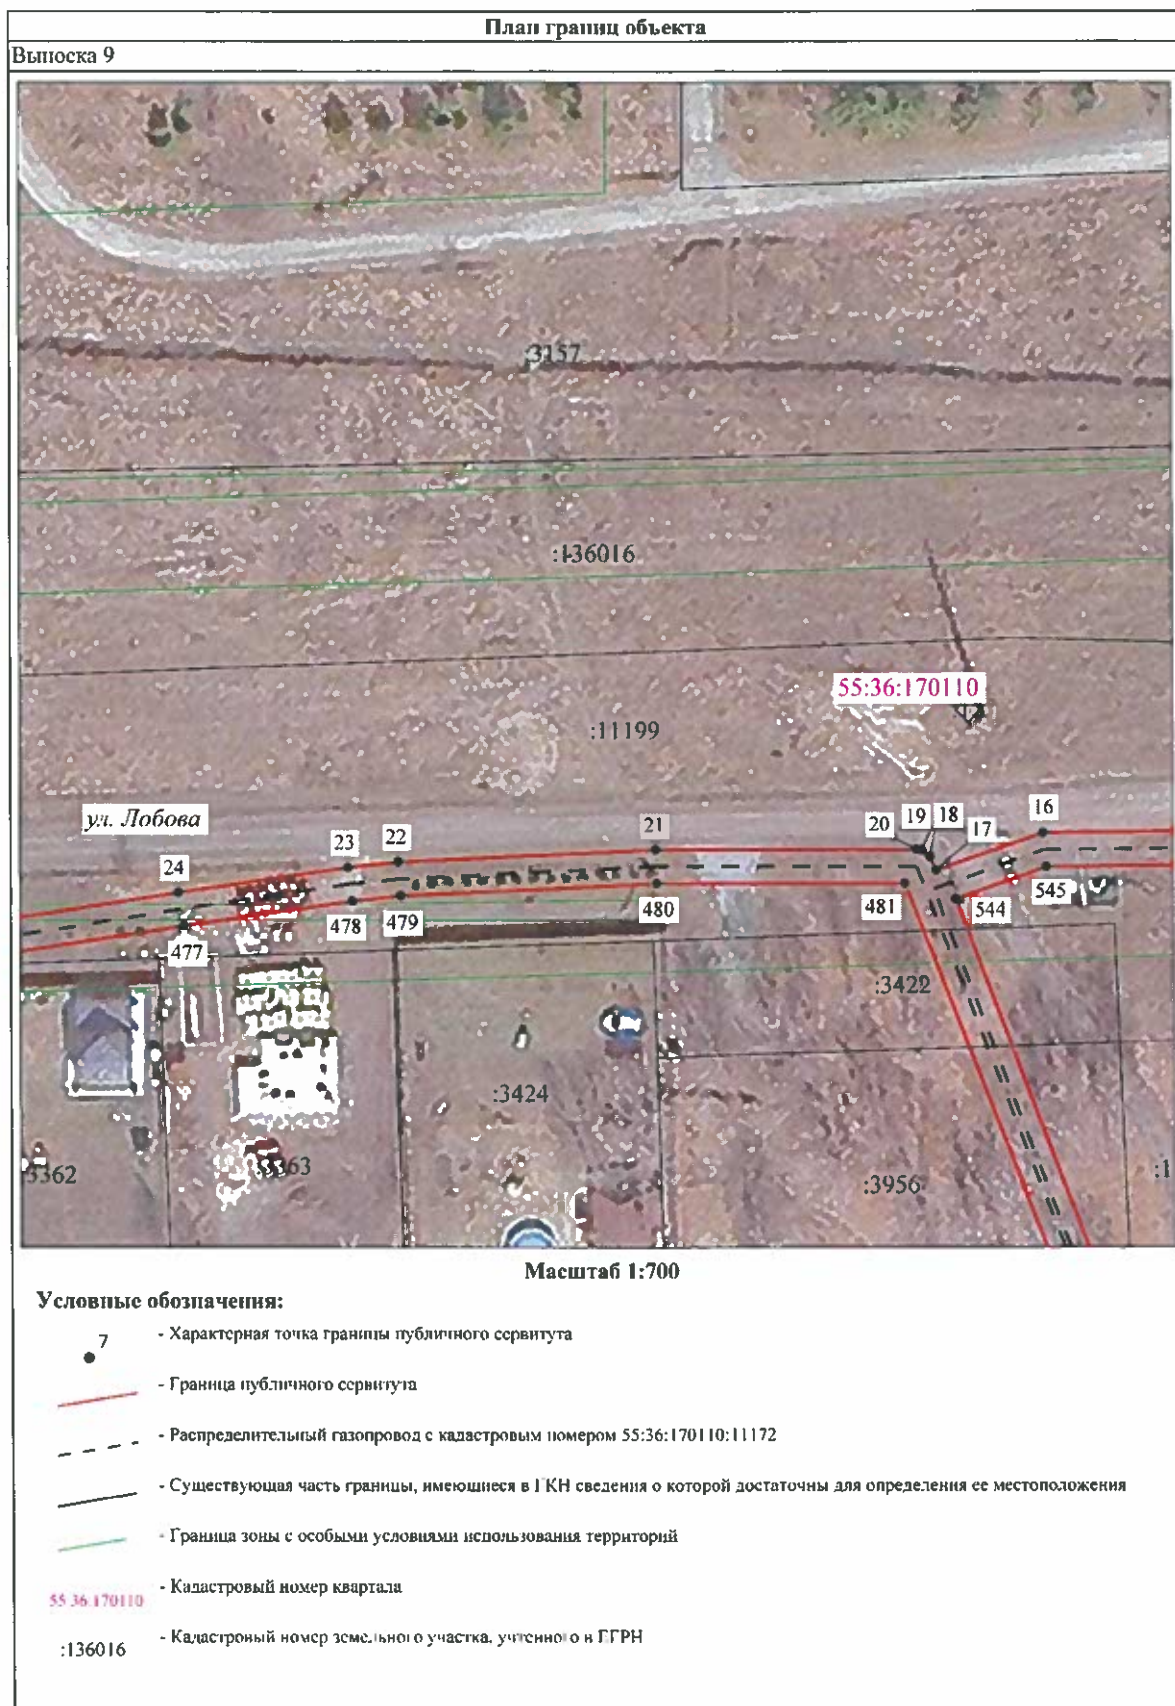 План границ объекта
Выноска 9
:3157
:136016
55:36:170110
:11199
ул. Лобова
16
18
19
17
20
21
22
23
24
545
544
481
480
479
478
477
:3422
:3424
3362
:3956
:1
Масштаб 1:700
Условные обозначения:
7
- Характерная точка границы публичного сервитута
- Граница публичного сервитута
- Распределительный газопровод с кадастровым номером 55:36:170110:11172
- Существующая часть границы, имеющиеся в ГКН сведения о которой достаточны для определения ее местоположения
- Граница зоны с особыми условиями использования территорий
55:36:170110
- Кадастровый номер квартала
:136016
- Кадастровый номер земельного участка, учтенного в ЕГРН